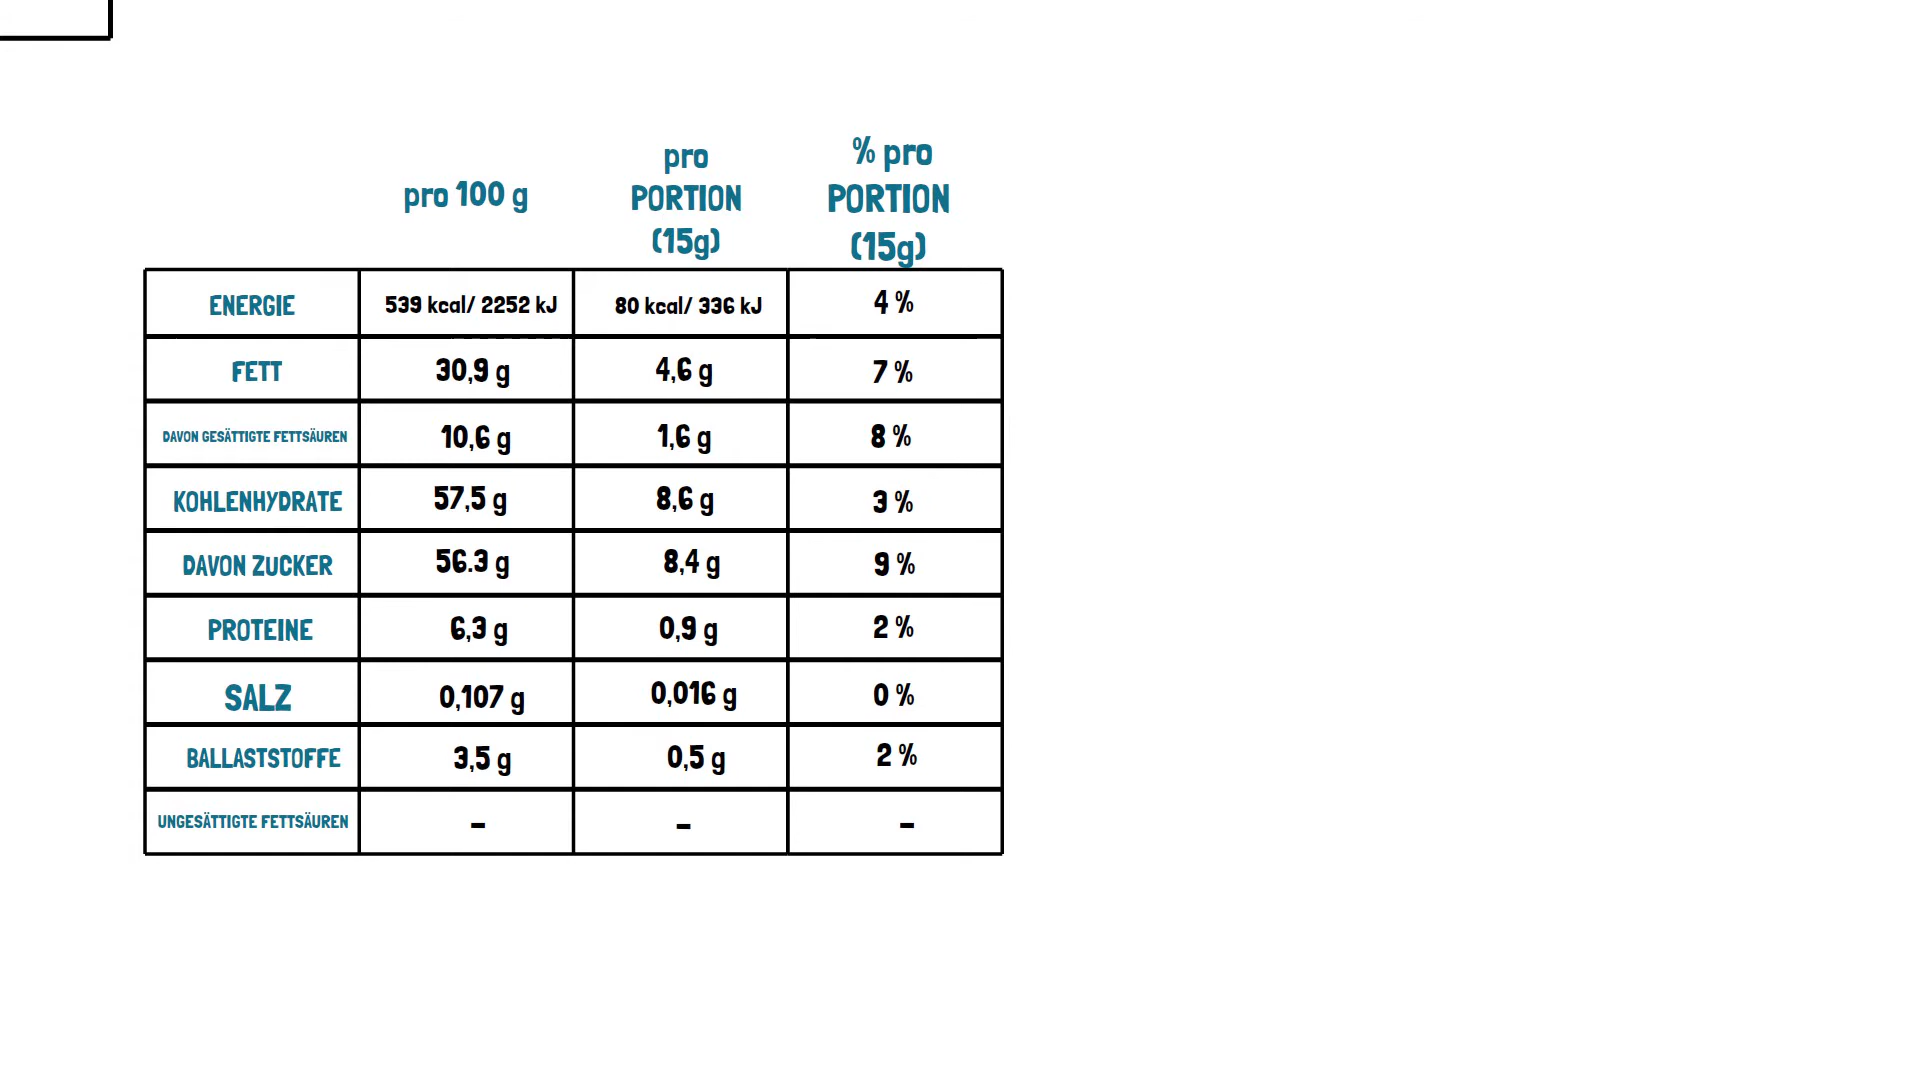 pro 100 g
pro
PORTION
(15g)
% pro
PORTION
(15g)
ENERGIE 539 kcal/ 2252 kJ 80 kcal/ 336 kJ 4 %
FETT 30,9 g 4,6 g 7 %
DAVON GESÄTTIGTE FETTSÄUREN 10,6 g 1,6 g 8 %
KOHLENHYDRATE 57,5 g 8,6 g 3 %
DAVON ZUCKER 56.3 g 8,4 g 9 %
PROTEINE 6,3 g 0,9 g 2 %
SALZ 0,107 g 0,016 g 0 %
BALLASTSTOFFE 3,5 g 0,5 g 2 %
UNGESÄTTIGTE FETTSÄUREN – – –